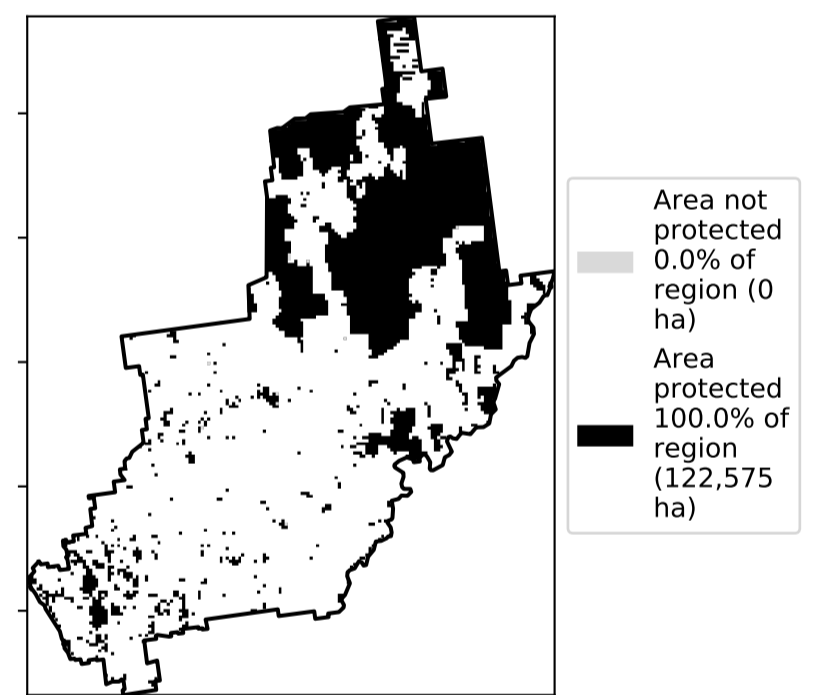 Area not
protected
0.0% of
region (0
ha)
Area
protected
100.0% of
region
(122,575
ha)